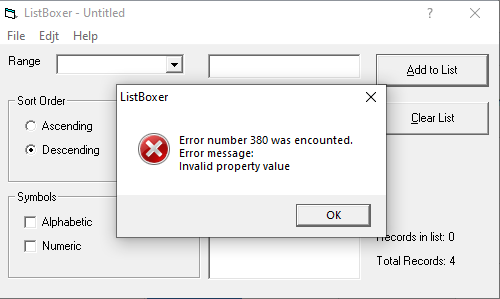 ListBoxer - Untitled
?
File Edjt Help
Range
Add to List
Sort Order
Ascending
Descending
Clear List
ListBoxer
Error number 380 was encounted.
Error message:
Invalid property value
OK
Symbols
Alphabetic
Numeric
Records in list: 0
Total Records: 4